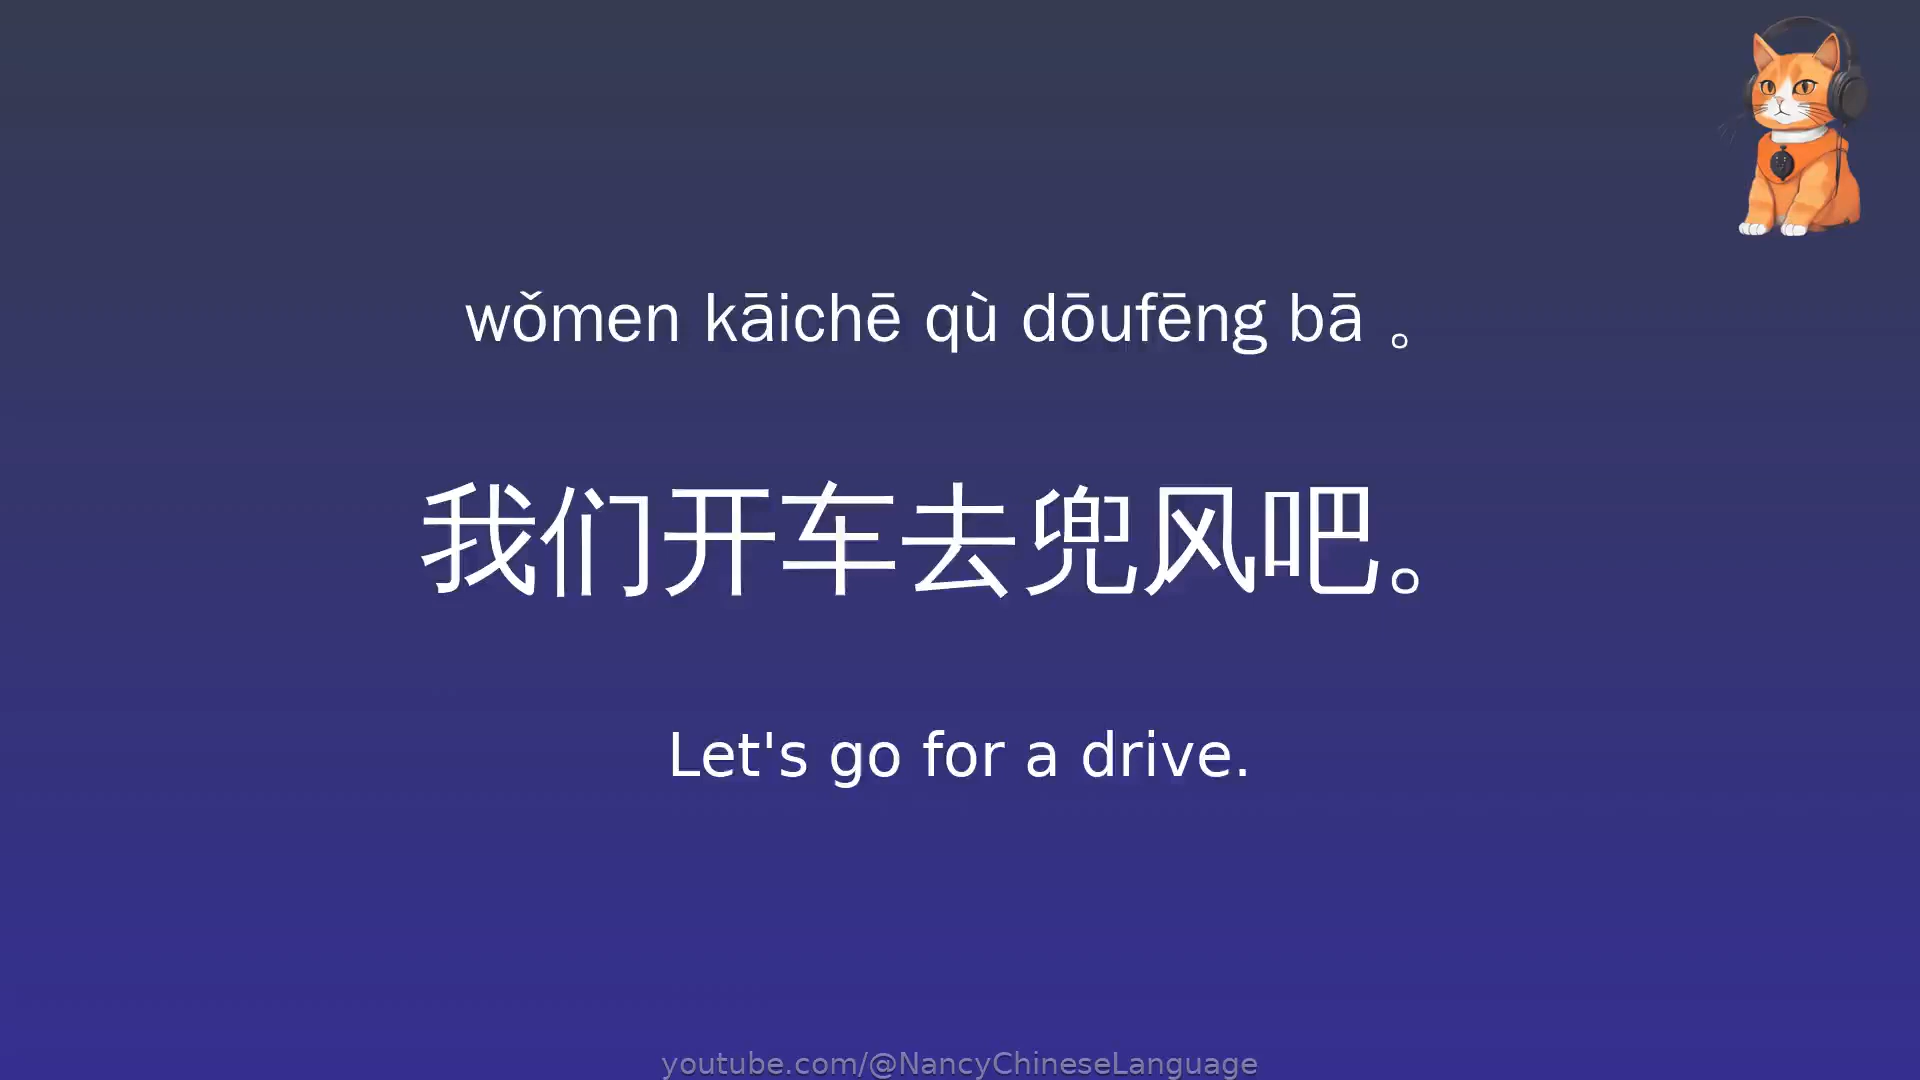 wǒmen kāichē qù dōufēng bā 。
我们开车去兜风吧。
Let's go for a drive.
youtube.com/@NancyChineseLanguage